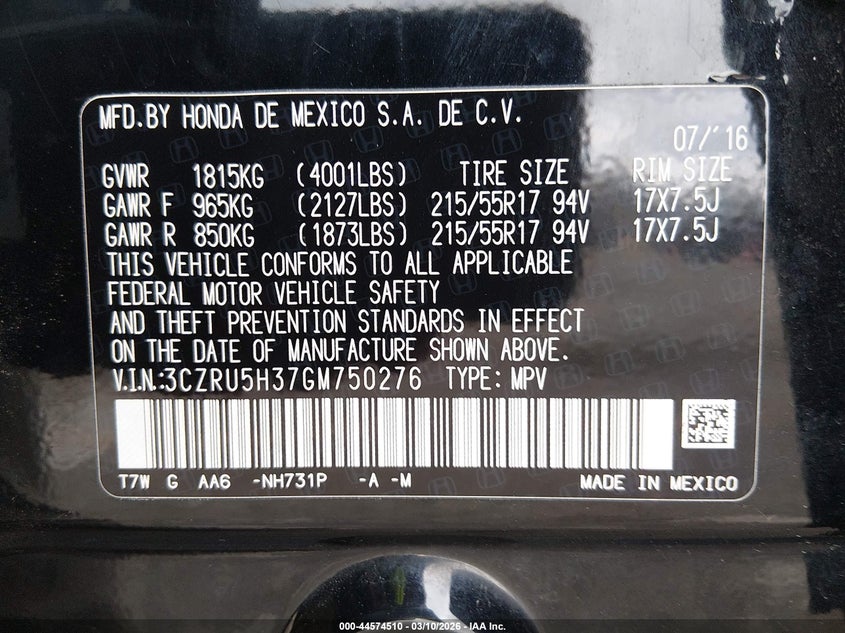 MFD.BY HONDA DE MEXICO S.A. DE C.V.
07/'16
GVWR 1815KG (4001LBS) TIRE SIZE RIM SIZE
GAWR F 965KG (2127LBS) 215/55R17 94V 17X7.5J
GAWR R 850KG (1873LBS) 215/55R17 94V 17X7.5J
THIS VEHICLE CONFORMS TO ALL APPLICABLE
FEDERAL MOTOR VEHICLE SAFETY
AND THEFT PREVENTION STANDARDS IN EFFECT
ON THE DATE OF MANUFACTURE SHOWN ABOVE.
V.I.N:3CZRU5H37GM750276 TYPE: MPV
T7W G AA6 -NH731P -A -M MADE IN MEXICO
000-44574510 - 03/10/2026 - IAA Inc.